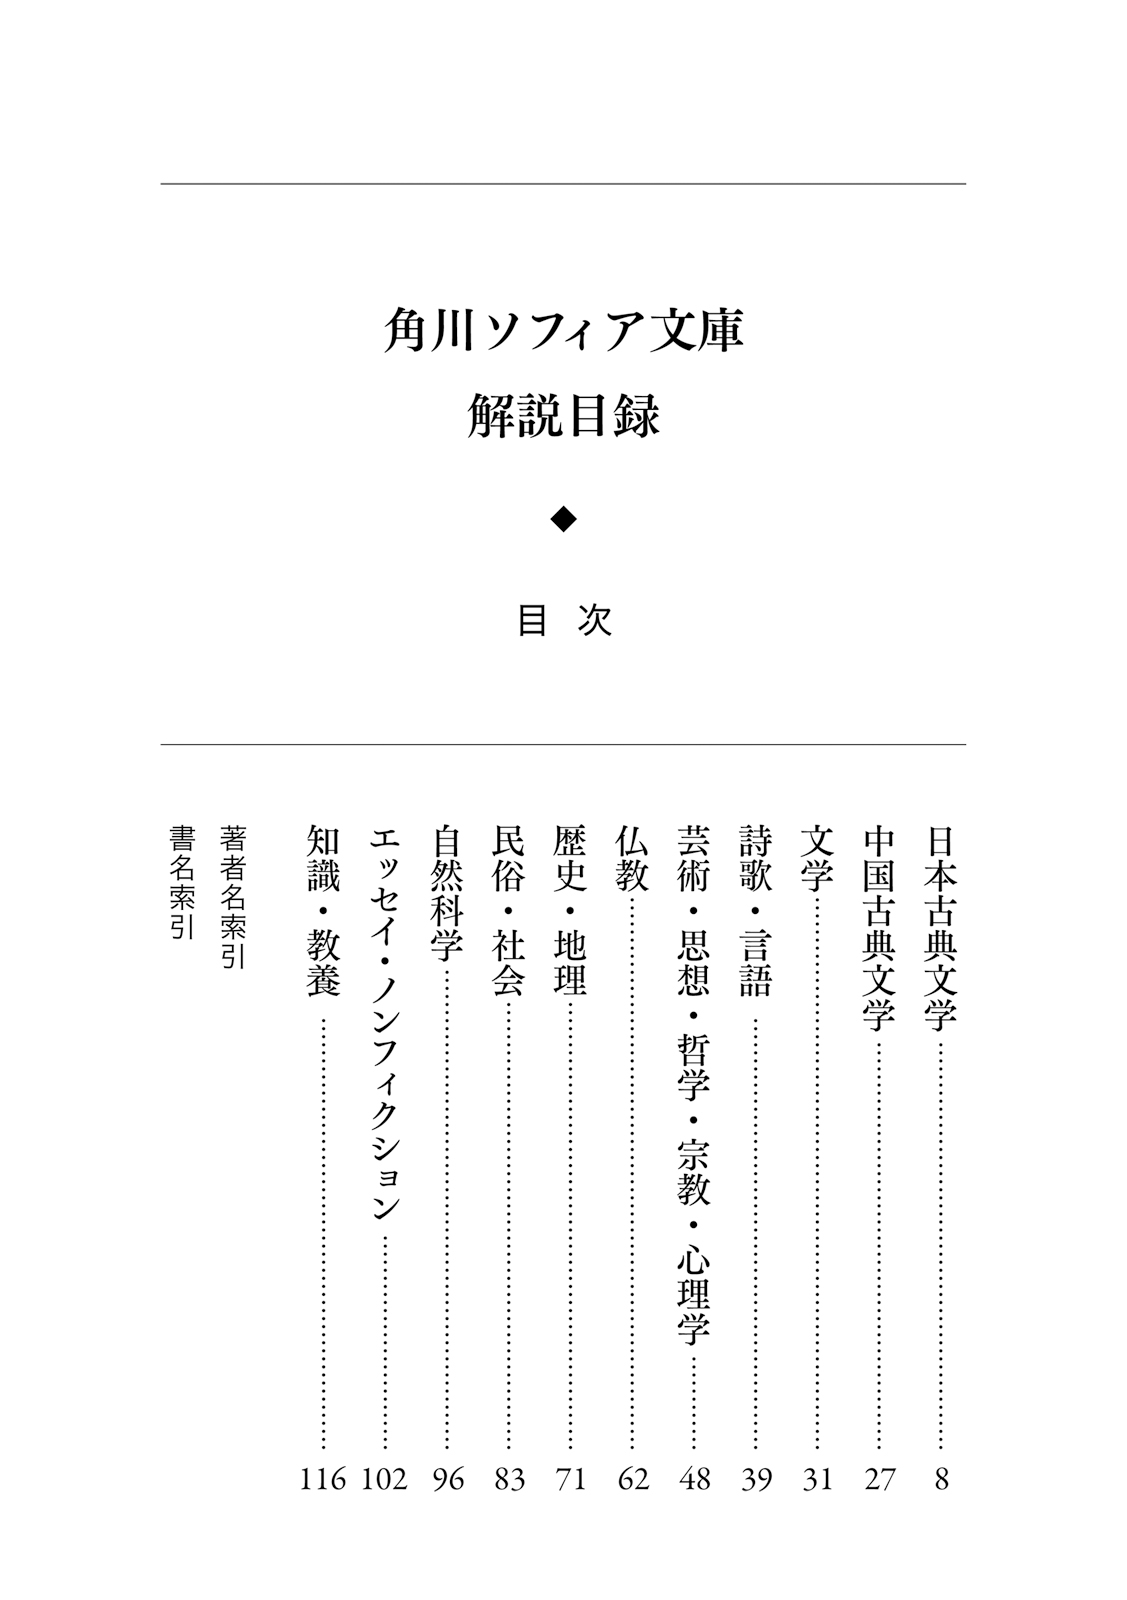 角川ソフィア文庫
解説目録
◆
目次
日本古典文学……8
中国古典文学……27
文学……31
詩歌・言語……39
芸術・思想・哲学・宗教・心理学……48
仏教……62
歴史・地理……71
民俗・社会……83
自然科学……96
エッセイ・ノンフィクション……102
知識・教養……116
著者名索引
書名索引